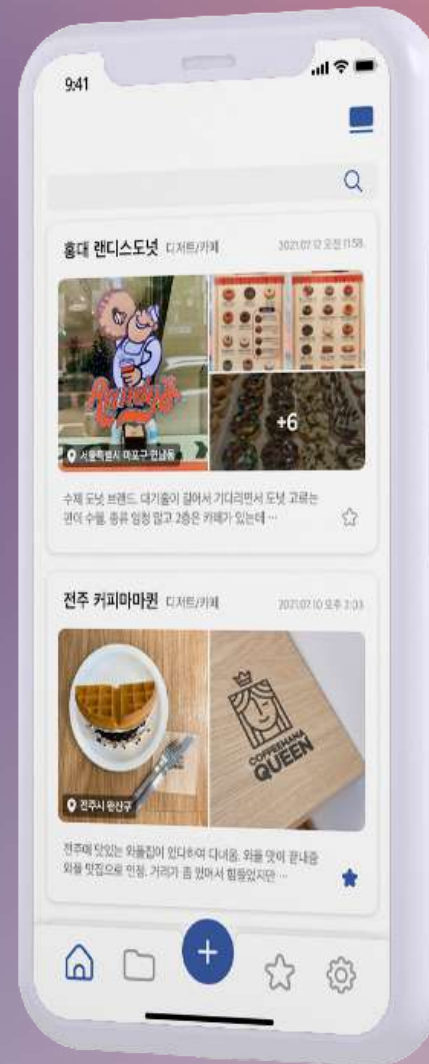 9:41
홍대 랜디스도넛 디저트/카페 2021.07.12 오전 11:58
Randy's
+6
서울특별시 마포구 연남동
수제 도넛 브랜드. 대기줄이 길어서 기다리면서 도넛 고르는
편이 수월. 종류 엄청 많고 2층은 카페가 있는데 ···
전주 커피마마퀸 디저트/카페 2021.07.10 오후 2:03
COFFEEMAMA
QUEEN
전주시 완산구
전주에 맛있는 와플집이 있다하여 다녀옴. 와플 맛이 끝내줌
와플 맛집으로 인정. 거리가 좀 있어서 힘들었지만 ···